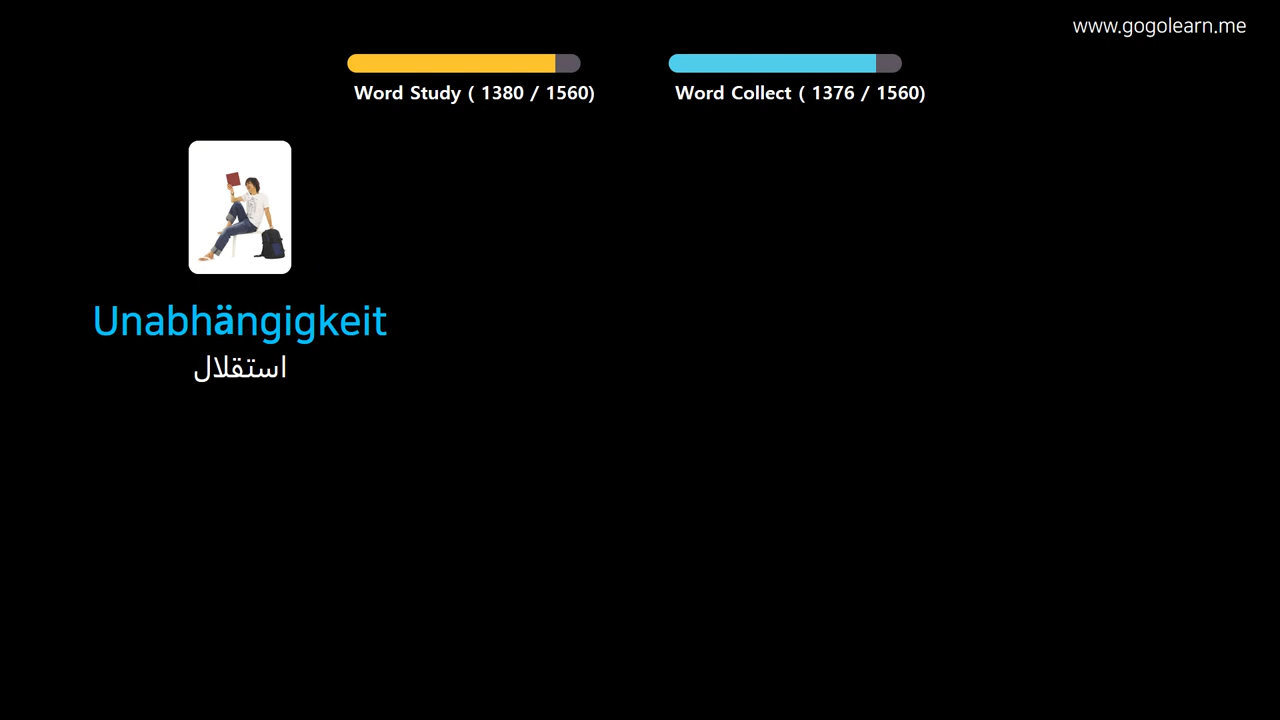 www.gogolearn.me
Word Study ( 1380 / 1560)
Word Collect ( 1376 / 1560)
Unabhängigkeit
استقلال